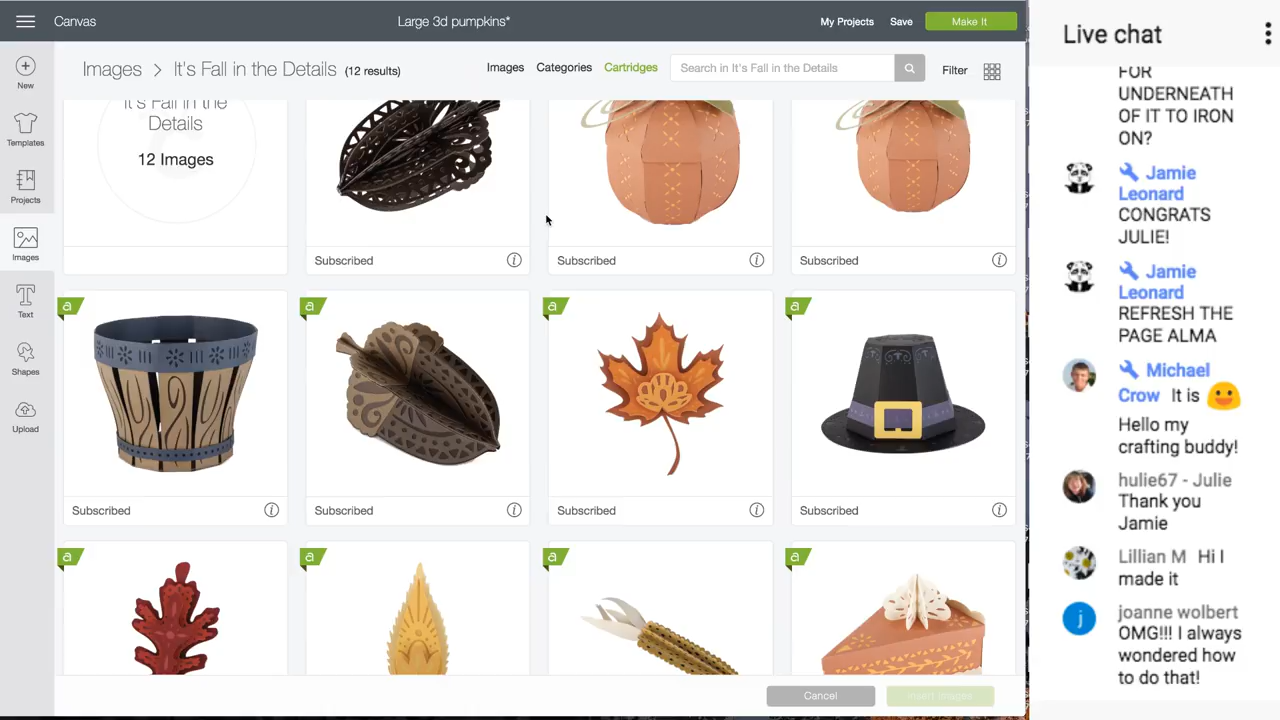 Canvas
Large 3d pumpkins*
My Projects
Save
Make It
New
Templates
Projects
Images
Text
Shapes
Upload
Images > It's Fall in the Details (12 results)
Images
Categories
Cartridges
Search in It's Fall in the Details
Filter
It's Fall in the
Details
12 Images
Subscribed
Subscribed
Subscribed
a
a
a
a
Subscribed
Subscribed
Subscribed
Subscribed
a
a
a
a
Cancel
Insert Images
Live chat
FOR
UNDERNEATH
OF IT TO IRON
ON?
Jamie
Leonard
CONGRATS
JULIE!
Jamie
Leonard
REFRESH THE
PAGE ALMA
Michael
Crow It is
Hello my
crafting buddy!
hulie67 - Julie
Thank you
Jamie
Lillian M Hi I
made it
j
joanne wolbert
OMG!!! I always
wondered how
to do that!